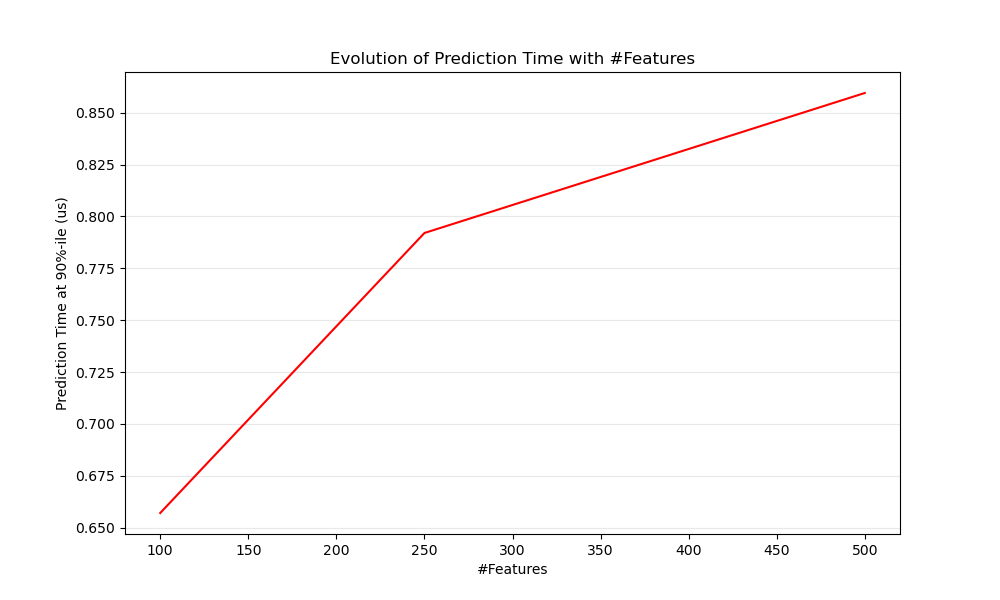 Evolution of Prediction Time with #Features
Prediction Time at 90%-ile (us)
0.850
0.825
0.800
0.775
0.750
0.725
0.700
0.675
0.650
100 150 200 250 300 350 400 450 500
#Features